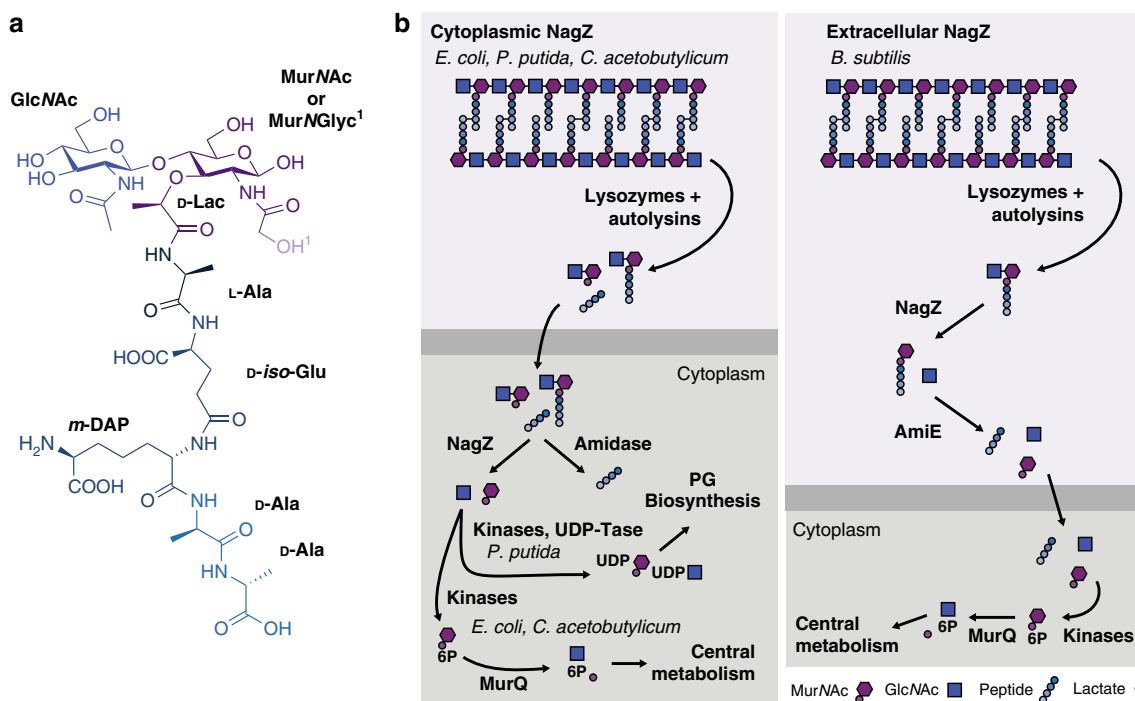 a
GlcNAc
MurNAc
or
MurNGlyc¹
OH
OH
HO
HO
O
O
O
O
O
OH
NH
NH
O
D-Lac
O
O
OH¹
HN
L-Ala
O
NH
HOOC
D-iso-Glu
O
m-DAP
H₂N
NH
COOH
O
NH
D-Ala
O
D-Ala
HN
O
OH
b
Cytoplasmic NagZ
E. coli, P. putida, C. acetobutylicum
Lysozymes +
autolysins
Cytoplasm
NagZ
Amidase
PG
Biosynthesis
Kinases, UDP-Tase
P. putida
UDP
UDP
Kinases
E. coli, C. acetobutylicum
6P
MurQ
6P
Central
metabolism
Extracellular NagZ
B. subtilis
Lysozymes +
autolysins
NagZ
AmiE
Cytoplasm
Central
metabolism
6P
MurQ
6P
Kinases
MurNAc
GlcNAc
Peptide
Lactate